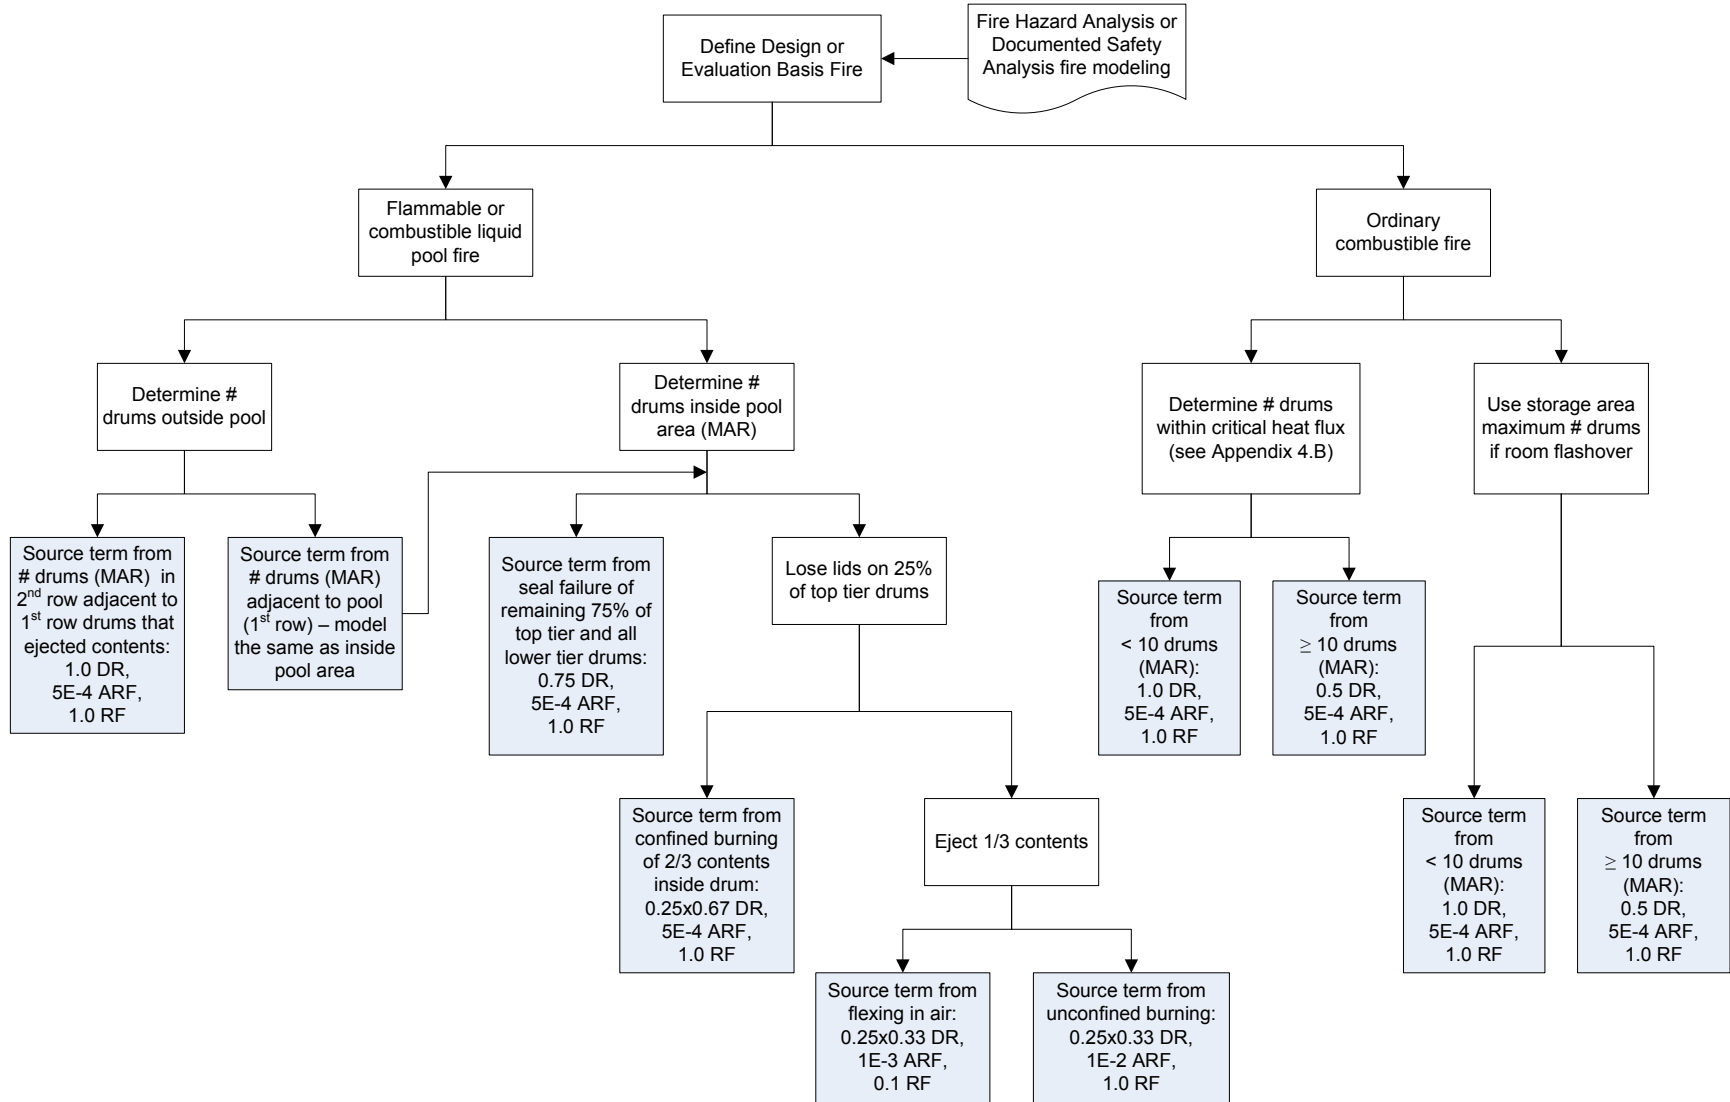 Define Design or
Evaluation Basis Fire
Fire Hazard Analysis or
Documented Safety
Analysis fire modeling
Flammable or
combustible liquid
pool fire
Ordinary
combustible fire
Determine #
drums outside pool
Determine #
drums inside pool
area (MAR)
Determine # drums
within critical heat flux
(see Appendix 4.B)
Use storage area
maximum # drums
if room flashover
Source term from
# drums (MAR) in
2nd row adjacent to
1st row drums that
ejected contents:
1.0 DR,
5E-4 ARF,
1.0 RF
Source term from
# drums (MAR)
adjacent to pool
(1st row) – model
the same as inside
pool area
Source term from
seal failure of
remaining 75% of
top tier and all
lower tier drums:
0.75 DR,
5E-4 ARF,
1.0 RF
Lose lids on 25%
of top tier drums
Source term
from
< 10 drums
(MAR):
1.0 DR,
5E-4 ARF,
1.0 RF
Source term
from
≥ 10 drums
(MAR):
0.5 DR,
5E-4 ARF,
1.0 RF
Source term from
confined burning
of 2/3 contents
inside drum:
0.25x0.67 DR,
5E-4 ARF,
1.0 RF
Eject 1/3 contents
Source term
from
< 10 drums
(MAR):
1.0 DR,
5E-4 ARF,
1.0 RF
Source term
from
≥ 10 drums
(MAR):
0.5 DR,
5E-4 ARF,
1.0 RF
Source term from
flexing in air:
0.25x0.33 DR,
1E-3 ARF,
0.1 RF
Source term from
unconfined burning:
0.25x0.33 DR,
1E-2 ARF,
1.0 RF